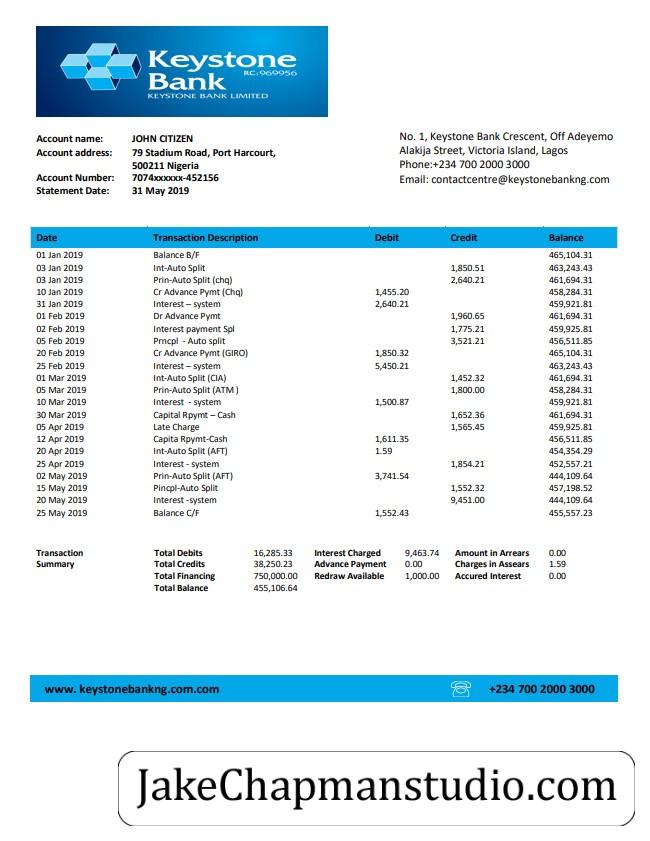 Keystone
Bank RC: 969956
KEYSTONE BANK LIMITED
Account name: JOHN CITIZEN
Account address: 79 Stadium Road, Port Harcourt,
500211 Nigeria
Account Number: 7074xxxxxx-452156
Statement Date: 31 May 2019
No. 1, Keystone Bank Crescent, Off Adeyemo
Alakija Street, Victoria Island, Lagos
Phone:+234 700 2000 3000
Email: contactcentre@keystonebankng.com
Date Transaction Description Debit Credit Balance
01 Jan 2019 Balance B/F 465,104.31
03 Jan 2019 Int-Auto Split 1,850.51 463,243.43
03 Jan 2019 Prin-Auto Split (chq) 2,640.21 461,694.31
10 Jan 2019 Cr Advance Pymt (Chq) 1,455.20 458,284.31
31 Jan 2019 Interest – system 2,640.21 459,921.81
01 Feb 2019 Dr Advance Pymt 1,960.65 461,694.31
02 Feb 2019 Interest payment Spl 1,775.21 459,925.81
05 Feb 2019 Prncpl - Auto split 3,521.21 456,511.85
20 Feb 2019 Cr Advance Pymt (GIRO) 1,850.32 465,104.31
25 Feb 2019 Interest – system 5,450.21 463,243.43
01 Mar 2019 Int-Auto Split (CIA) 1,452.32 461,694.31
05 Mar 2019 Prin-Auto Split (ATM ) 1,800.00 458,284.31
10 Mar 2019 Interest - system 1,500.87 459,921.81
30 Mar 2019 Capital Rpymt – Cash 1,652.36 461,694.31
05 Apr 2019 Late Charge 1,565.45 459,925.81
12 Apr 2019 Capita Rpymt-Cash 1,611.35 456,511.85
20 Apr 2019 Int-Auto Split (AFT) 1.59 454,354.29
25 Apr 2019 Interest - system 1,854.21 452,557.21
02 May 2019 Prin-Auto Split (AFT) 3,741.54 444,109.64
15 May 2019 Pincpl-Auto Split 1,552.32 457,198.52
20 May 2019 Interest -system 9,451.00 444,109.64
25 May 2019 Balance C/F 1,552.43 455,557.23
Transaction Total Debits 16,285.33 Interest Charged 9,463.74 Amount in Arrears 0.00
Summary Total Credits 38,250.23 Advance Payment 0.00 Charges in Assears 1.59
Total Financing 750,000.00 Redraw Available 1,000.00 Accured Interest 0.00
Total Balance 455,106.64
www. keystonebankng.com.com +234 700 2000 3000
JakeChapmanstudio.com